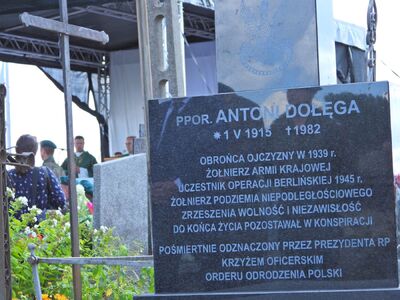 PPOR. ANTONI DOŁĘGA
✶ 1 V 1915 † 1982
OBROŃCA OJCZYZNY W 1939 r.
ŻOŁNIERZ ARMII KRAJOWEJ
UCZESTNIK OPERACJI BERLIŃSKIEJ 1945 r.
ŻOŁNIERZ PODZIEMIA NIEPODLEGŁOŚCIOWEGO
ZRZESZENIA WOLNOŚĆ I NIEZAWISŁOŚĆ
DO KOŃCA ŻYCIA POZOSTAWAŁ W KONSPIRACJI
POŚMIERTNIE ODZNACZONY PRZEZ PREZYDENTA RP
KRZYŻEM OFICERSKIM
ORDERU ODRODZENIA POLSKI